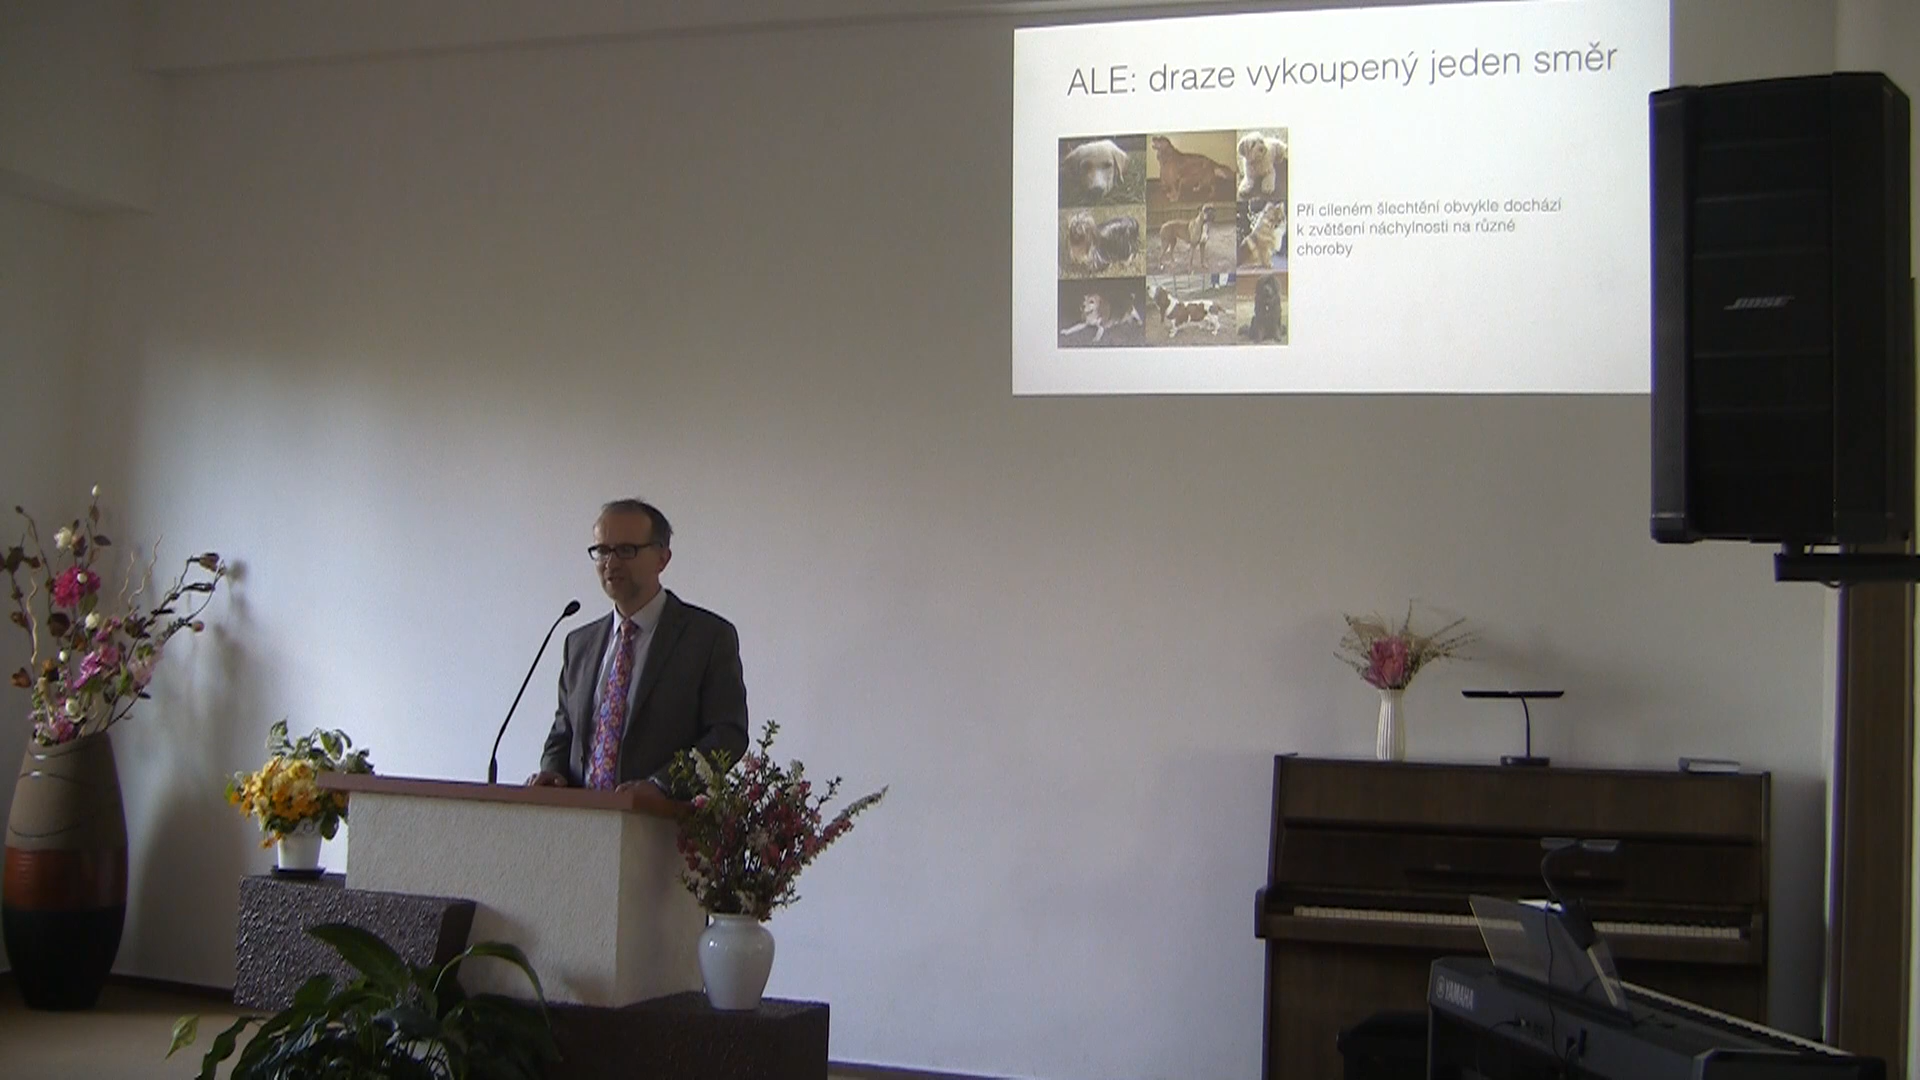 ALE: draze vykoupený jeden směr
Při cíleném šlechtění obvykle dochází
k zvětšení náchylnosti na různé
choroby
BOSE
YAMAHA